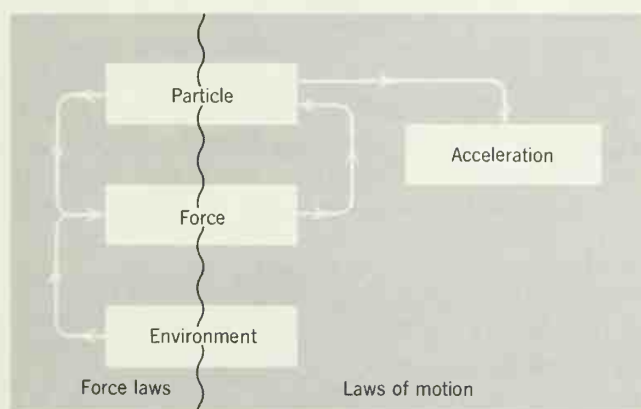 Particle
Acceleration
Force
Environment
Force laws
Laws of motion